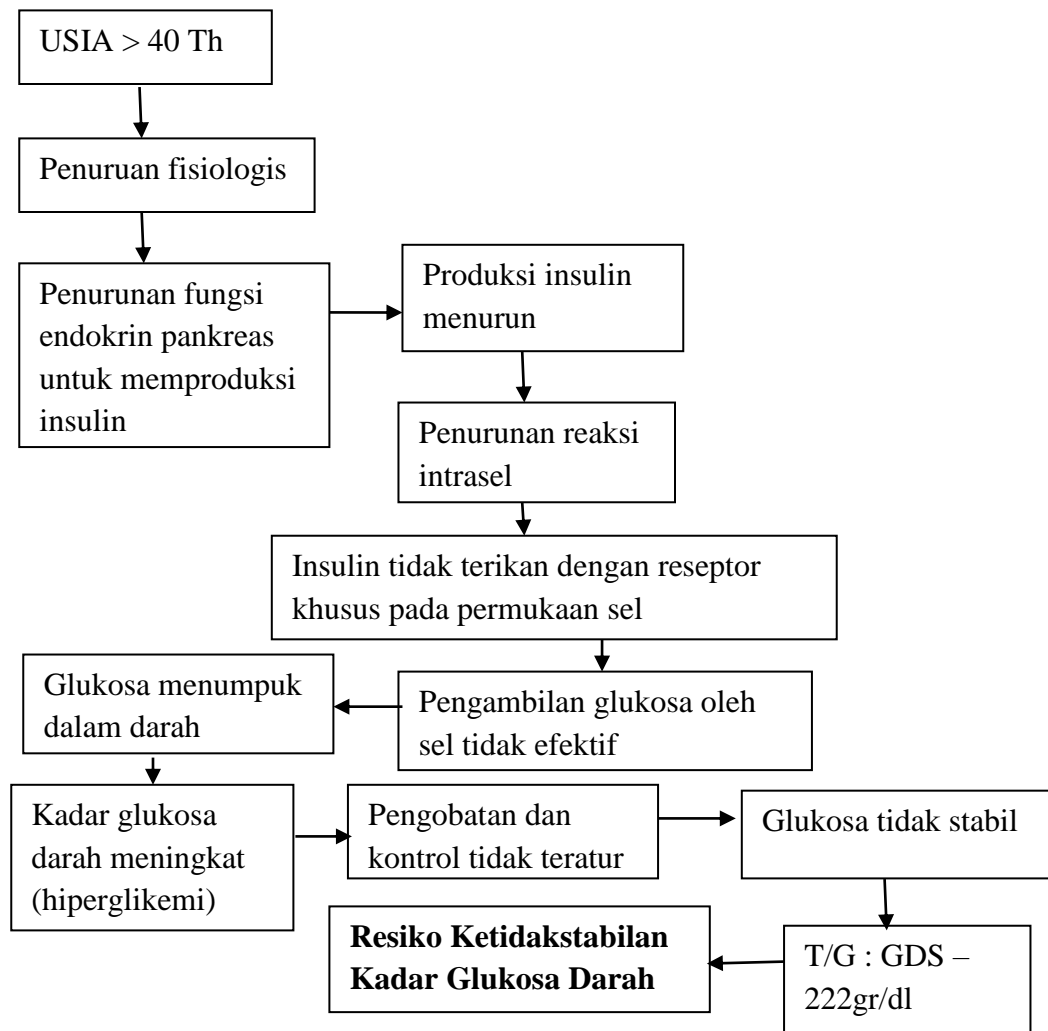 USIA > 40 Th
Penuruan fisiologis
Penurunan fungsi
endokrin pankreas
untuk memproduksi
insulin
Produksi insulin
menurun
Penurunan reaksi
intrasel
Insulin tidak terikan dengan reseptor
khusus pada permukaan sel
Pengambilan glukosa oleh
sel tidak efektif
Glukosa menumpuk
dalam darah
Kadar glukosa
darah meningkat
(hiperglikemi)
Pengobatan dan
kontrol tidak teratur
Glukosa tidak stabil
T/G : GDS –
222gr/dl
Resiko Ketidakstabilan
Kadar Glukosa Darah